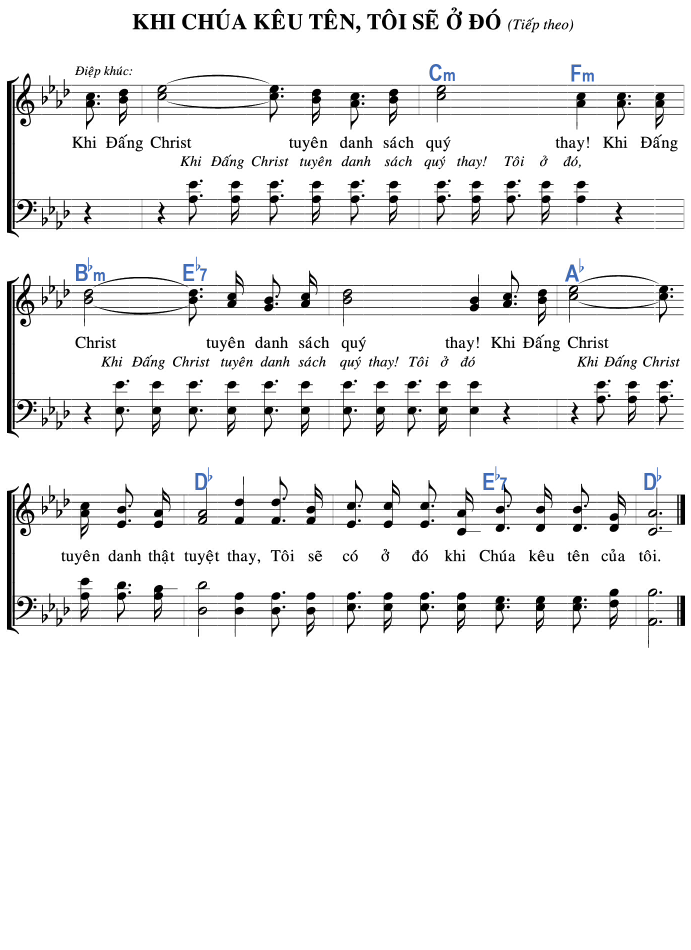 KHI CHÚA KÊU TÊN, TÔI SẼ Ở ĐÓ (Tiếp theo)
Điệp khúc:
Cm Fm
Khi Đấng Christ tuyên danh sách quý thay! Khi Đấng
Khi Đấng Christ tuyên danh sách quý thay! Tôi ở đó,
B♭m E♭7 A♭
Christ tuyên danh sách quý thay! Khi Đấng Christ
Khi Đấng Christ tuyên danh sách quý thay! Tôi ở đó Khi Đấng Christ
D♭ E♭7 D♭
tuyên danh thật tuyệt thay, Tôi sẽ có ở đó khi Chúa kêu tên của tôi.